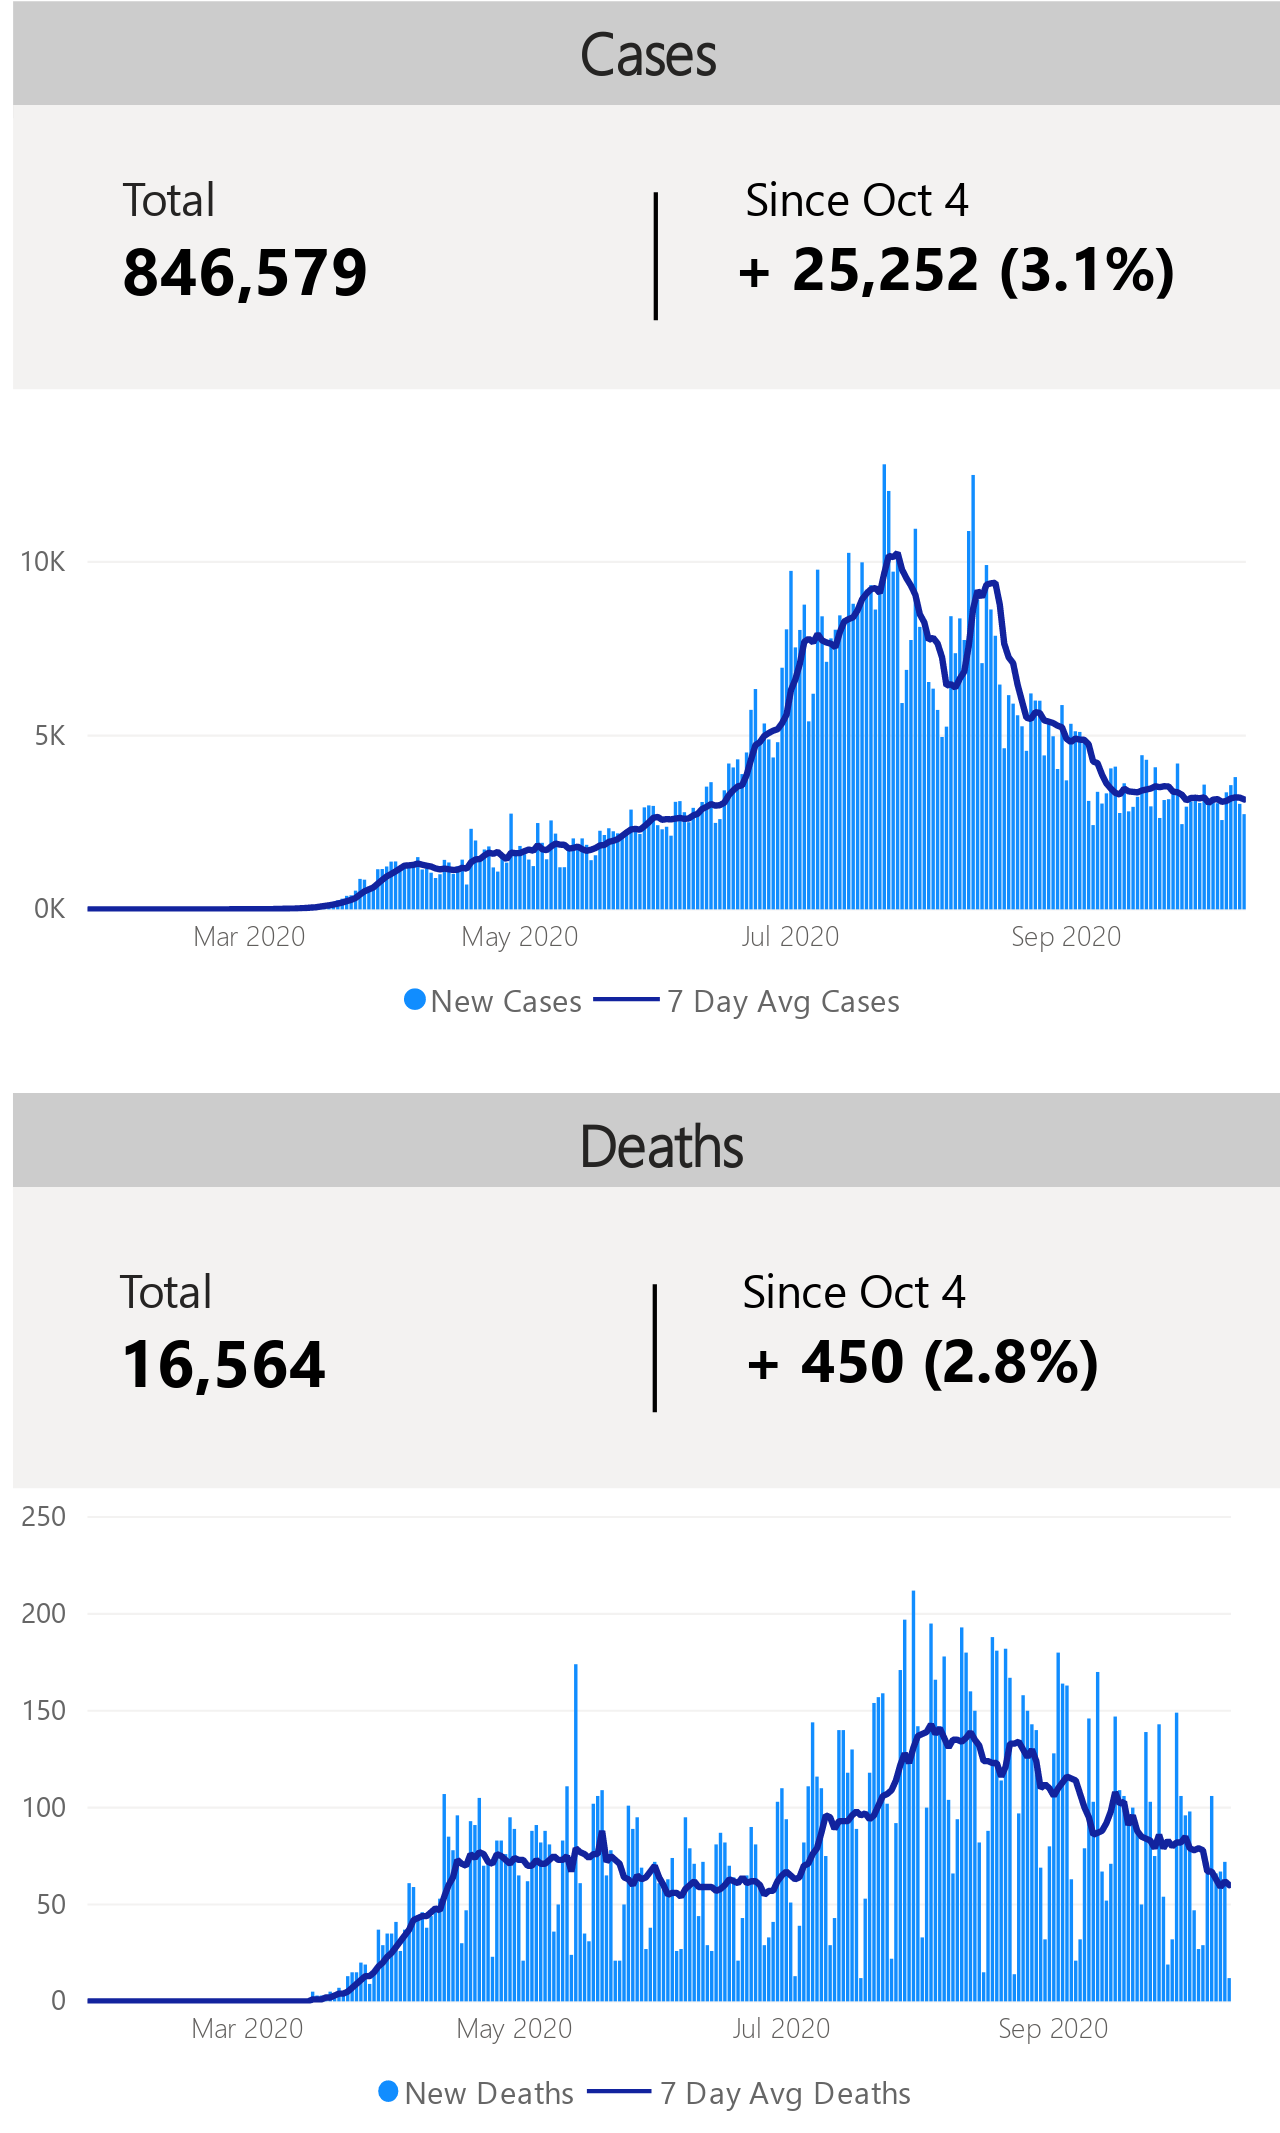 Cases
Total
Since Oct 4
846,579
+ 25,252 (3.1%)
10K
5K
0K
Mar 2020
May 2020
Jul 2020
Sep 2020
New Cases
7 Day Avg Cases
Deaths
Total
Since Oct 4
16,564
+ 450 (2.8%)
250
200
150
100
50
0
Mar 2020
May 2020
Jul 2020
Sep 2020
New Deaths
7 Day Avg Deaths